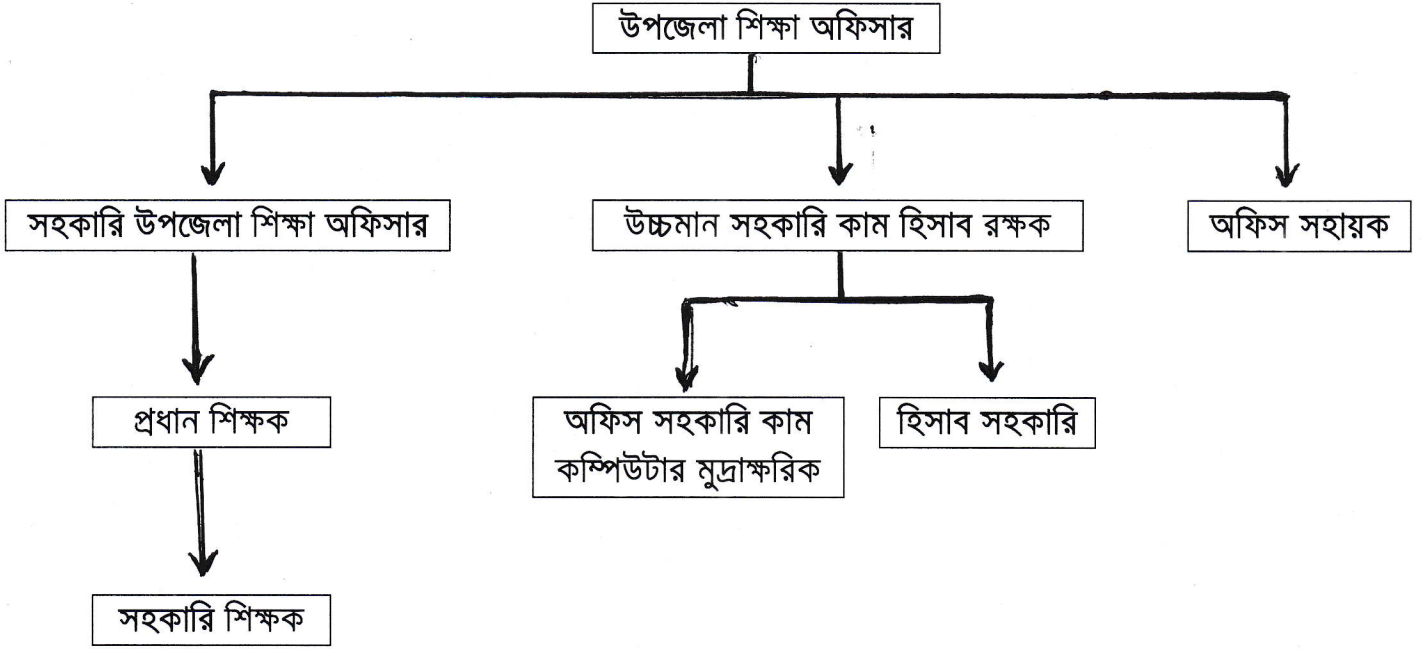 উপজেলা শিক্ষা অফিসার
সহকারি উপজেলা শিক্ষা অফিসার
উচ্চমান সহকারি কাম হিসাব রক্ষক
অফিস সহায়ক
প্রধান শিক্ষক
অফিস সহকারি কাম
কম্পিউটার মুদ্রাক্ষরিক
হিসাব সহকারি
সহকারি শিক্ষক